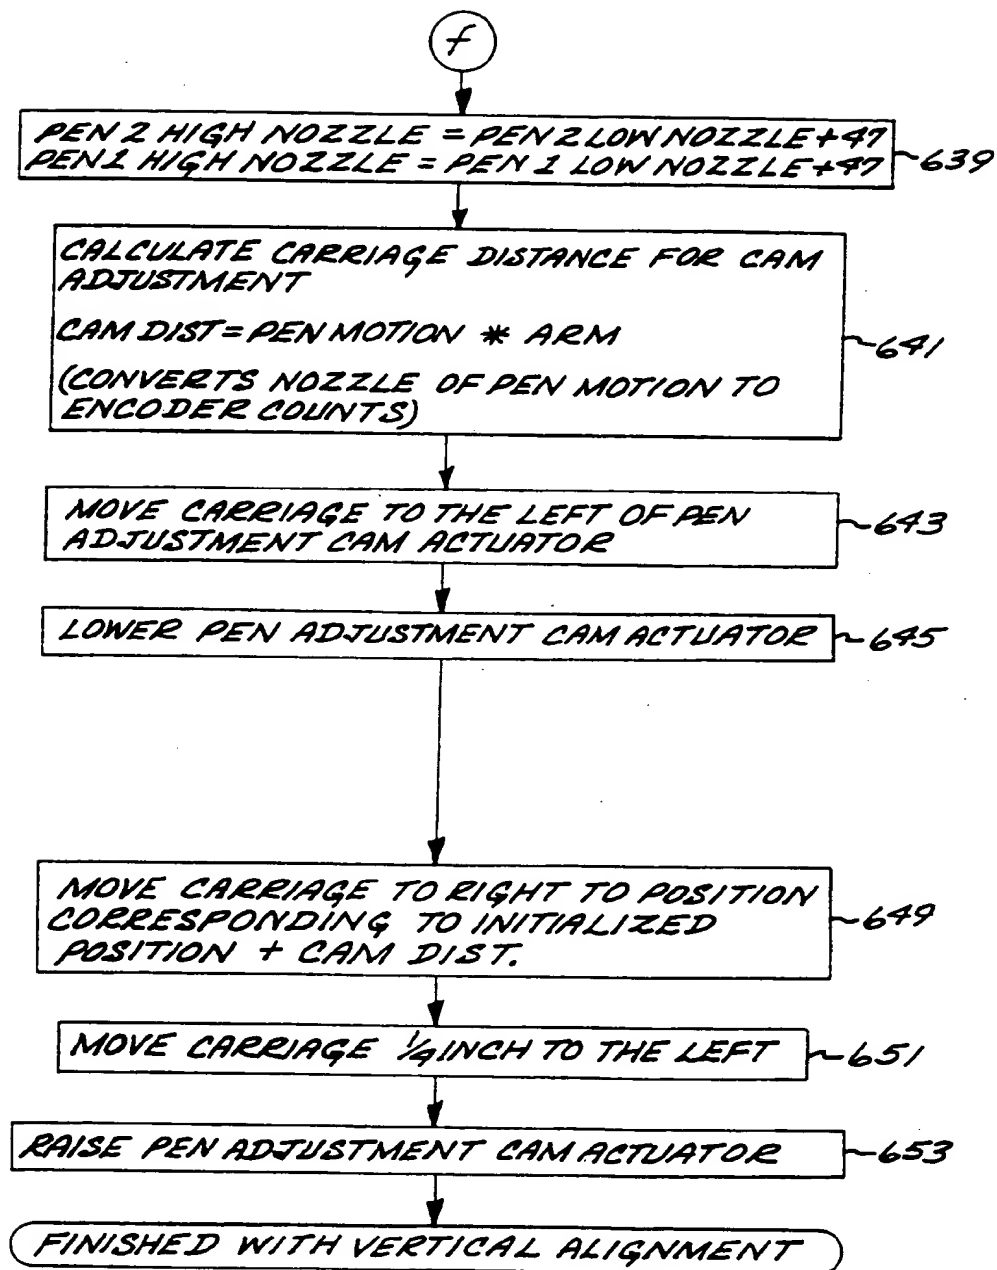 f
PEN 2 HIGH NOZZLE = PEN 2 LOW NOZZLE+47
PEN 1 HIGH NOZZLE = PEN 1 LOW NOZZLE+47
639
CALCULATE CARRIAGE DISTANCE FOR CAM
ADJUSTMENT
CAM DIST = PEN MOTION * ARM
(CONVERTS NOZZLE OF PEN MOTION TO
ENCODER COUNTS)
641
MOVE CARRIAGE TO THE LEFT OF PEN
ADJUSTMENT CAM ACTUATOR
643
LOWER PEN ADJUSTMENT CAM ACTUATOR
645
MOVE CARRIAGE TO RIGHT TO POSITION
CORRESPONDING TO INITIALIZED
POSITION + CAM DIST.
649
MOVE CARRIAGE 1/4 INCH TO THE LEFT
651
RAISE PEN ADJUSTMENT CAM ACTUATOR
653
FINISHED WITH VERTICAL ALIGNMENT